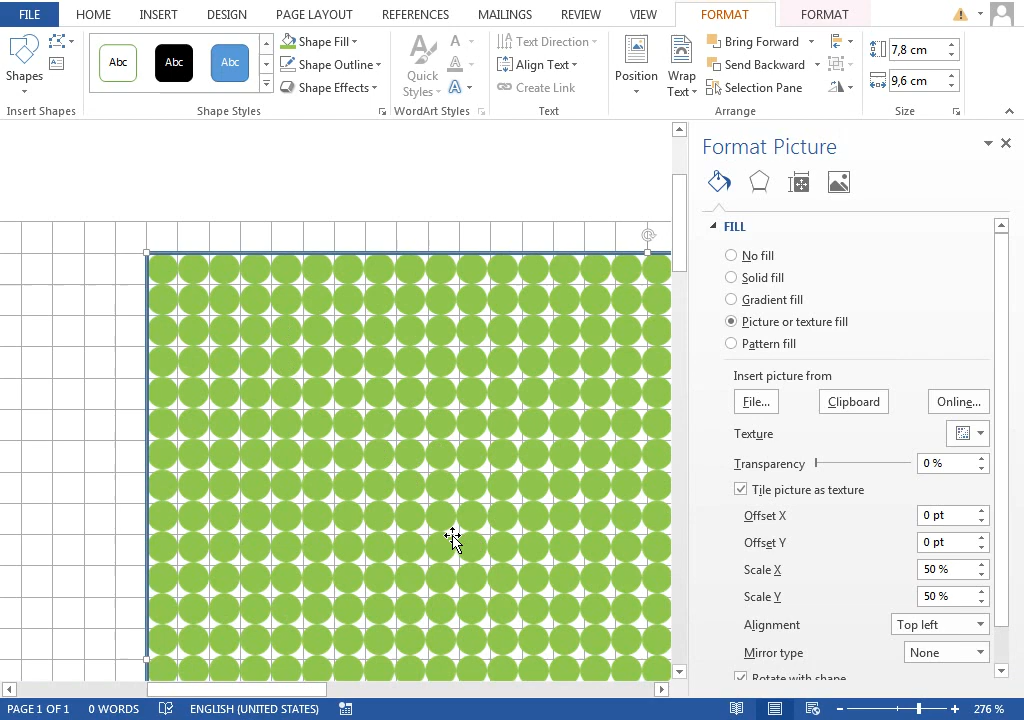 FILE HOME INSERT DESIGN PAGE LAYOUT REFERENCES MAILINGS REVIEW VIEW FORMAT FORMAT
Shapes
Insert Shapes
Abc Abc Abc
Shape Fill
Shape Outline
Shape Effects
Shape Styles
Quick Styles
A
A
A
WordArt Styles
Text Direction
Align Text
Create Link
Text
Position
Wrap Text
Bring Forward
Send Backward
Selection Pane
Arrange
7,8 cm
9,6 cm
Size
Format Picture
FILL
No fill
Solid fill
Gradient fill
Picture or texture fill
Pattern fill
Insert picture from
File... Clipboard Online...
Texture
Transparency 0 %
Tile picture as texture
Offset X 0 pt
Offset Y 0 pt
Scale X 50 %
Scale Y 50 %
Alignment Top left
Mirror type None
Rotate with shape
PAGE 1 OF 1 0 WORDS ENGLISH (UNITED STATES) 276 %